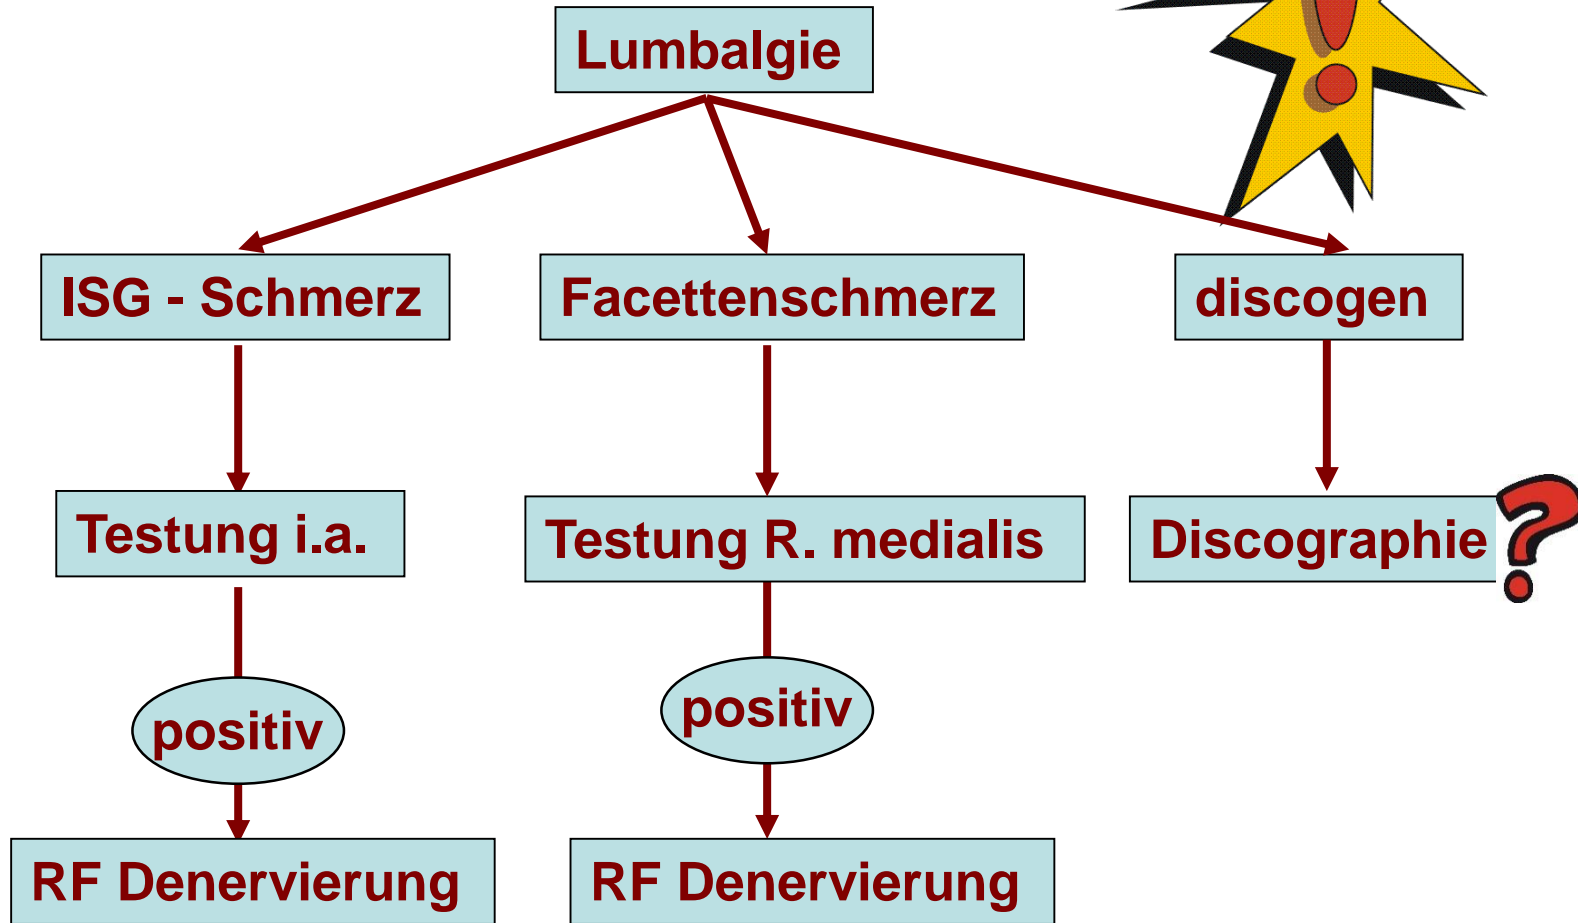 Lumbalgie
ISG - Schmerz
Facettenschmerz
discogen
Testung i.a.
Testung R. medialis
Discographie ?
positiv
positiv
RF Denervierung
RF Denervierung